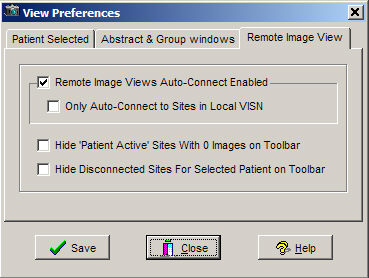 View Preferences
Patient Selected
Abstract & Group windows
Remote Image View
Remote Image Views Auto-Connect Enabled
Only Auto-Connect to Sites in Local VISN
Hide 'Patient Active' Sites With 0 Images on Toolbar
Hide Disconnected Sites For Selected Patient on Toolbar
Save
Close
Help